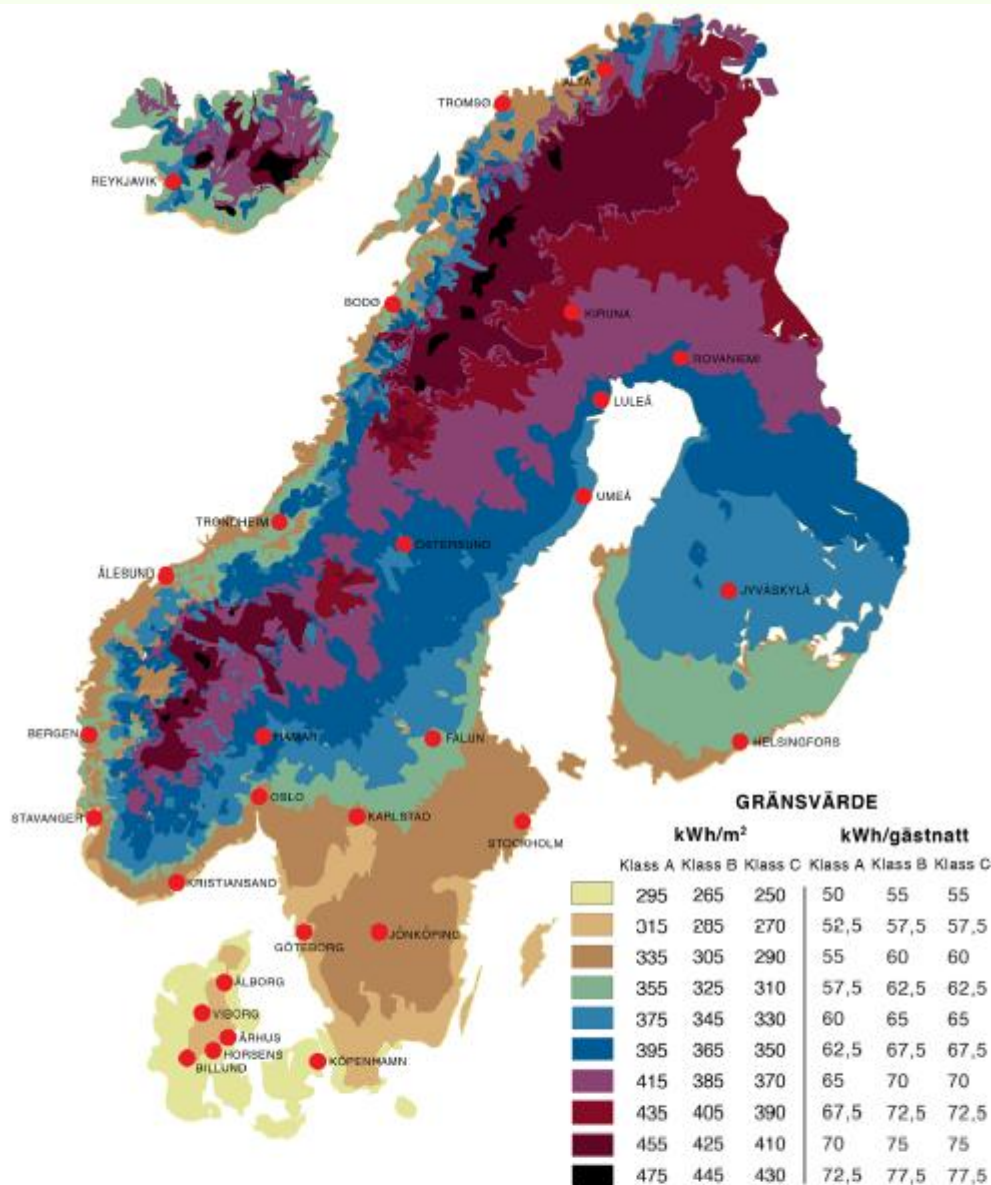 ALTA
TROMSØ
REYKJAVIK
BODØ
KIRUNA
ROVANIEMI
LULEÅ
UMEÅ
TRONDHEIM
ÖSTERSUND
ÅLESUND
JYVÄSKYLÄ
BERGEN
HAMAR
FALUN
HELSINGFORS
OSLO
GRÄNSVÄRDE
STAVANGER
KARLSTAD
STOCKHOLM
kWh/m² kWh/gästnatt
Klass A Klass B Klass C Klass A Klass B Klass C
KRISTIANSAND
295 265 250 50 55 55
315 285 270 52,5 57,5 57,5
GÖTEBORG
JÖNKÖPING
335 305 290 55 60 60
ÅLBORG
355 325 310 57,5 62,5 62,5
VIBORG
375 345 330 60 65 65
ÅRHUS
HORSENS
395 365 350 62,5 67,5 67,5
BILLUND
KÖPENHAMN
415 385 370 65 70 70
435 405 390 67,5 72,5 72,5
455 425 410 70 75 75
475 445 430 72,5 77,5 77,5